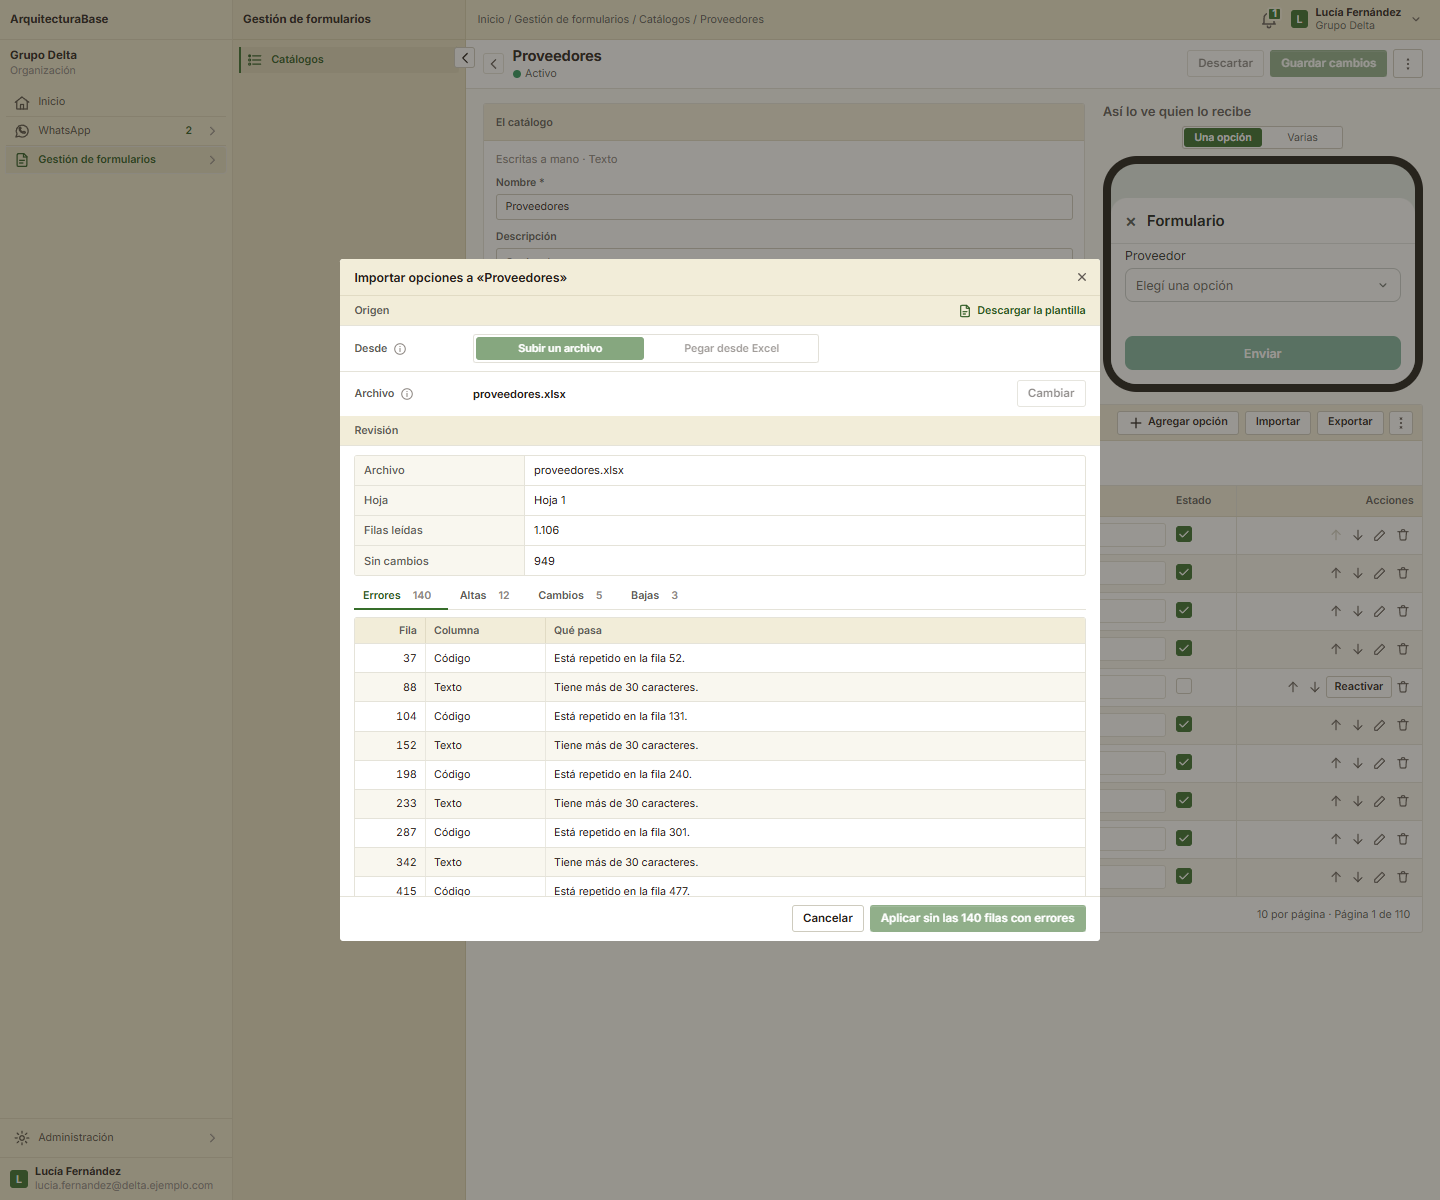 ArquitecturaBase
Gestión de formularios
Inicio / Gestión de formularios / Catálogos / Proveedores
1
L
Lucía Fernández
Grupo Delta
Grupo Delta
Organización
Inicio
WhatsApp 2
Gestión de formularios
Catálogos
Proveedores
Activo
Descartar
Guardar cambios
El catálogo
Escritas a mano · Texto
Nombre *
Proveedores
Descripción
Así lo ve quien lo recibe
Una opción
Varias
Formulario
Proveedor
Elegí una opción
Enviar
Importar opciones a «Proveedores»
Origen
Descargar la plantilla
Desde
Subir un archivo
Pegar desde Excel
Archivo
proveedores.xlsx
Cambiar
Revisión
Archivo proveedores.xlsx
Hoja Hoja 1
Filas leídas 1.106
Sin cambios 949
Errores 140 Altas 12 Cambios 5 Bajas 3
Fila Columna Qué pasa
37 Código Está repetido en la fila 52.
88 Texto Tiene más de 30 caracteres.
104 Código Está repetido en la fila 131.
152 Texto Tiene más de 30 caracteres.
198 Código Está repetido en la fila 240.
233 Texto Tiene más de 30 caracteres.
287 Código Está repetido en la fila 301.
342 Texto Tiene más de 30 caracteres.
415 Código Está repetido en la fila 477.
Cancelar
Aplicar sin las 140 filas con errores
Agregar opción
Importar
Exportar
Estado
Acciones
Reactivar
10 por página · Página 1 de 110
Administración
L
Lucía Fernández
lucia.fernandez@delta.ejemplo.com